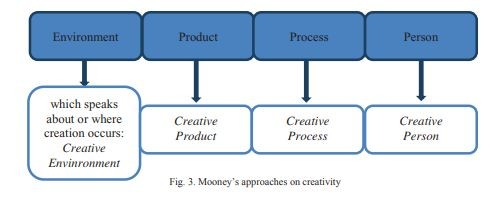 Environment
Product
Process
Person
which speaks
about or where
creation occurs:
Creative
Envinronment
Creative
Product
Creative
Process
Creative
Person
Fig. 3. Mooney's approaches on creativity